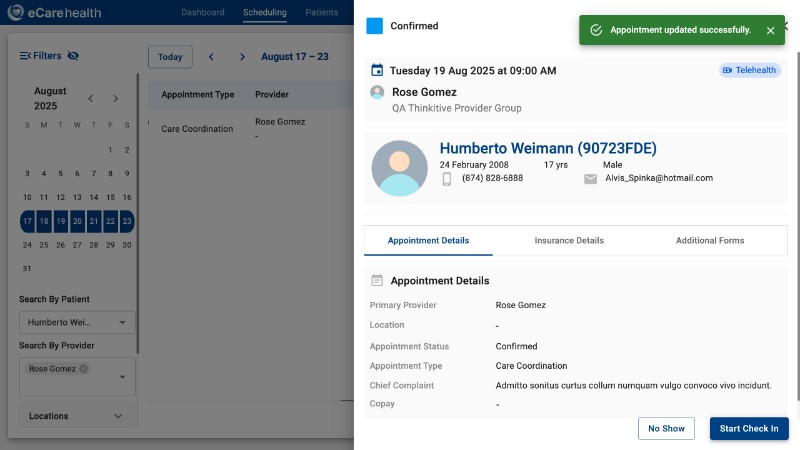 eCarehealth
Dashboard
Scheduling
Patients
Filters
Today
August 17 – 23
August
2025
S M T W T F S
1 2
3 4 5 6 7 8 9
10 11 12 13 14 15 16
17 18 19 20 21 22 23
24 25 26 27 28 29 30
31
Search By Patient
Humberto Wei...
Search By Provider
Rose Gomez
Locations
Appointment Type
Provider
Care Coordination
Rose Gomez
-
Confirmed
Appointment updated successfully.
Tuesday 19 Aug 2025 at 09:00 AM
Telehealth
Rose Gomez
QA Thinkitive Provider Group
Humberto Weimann (90723FDE)
24 February 2008 17 yrs Male
(874) 828-6888 Alvis_Spinka@hotmail.com
Appointment Details
Insurance Details
Additional Forms
Appointment Details
Primary Provider Rose Gomez
Location -
Appointment Status Confirmed
Appointment Type Care Coordination
Chief Complaint Admitto sonitus curtus collum numquam vulgo convoco vivo incidunt.
Copay -
No Show
Start Check In